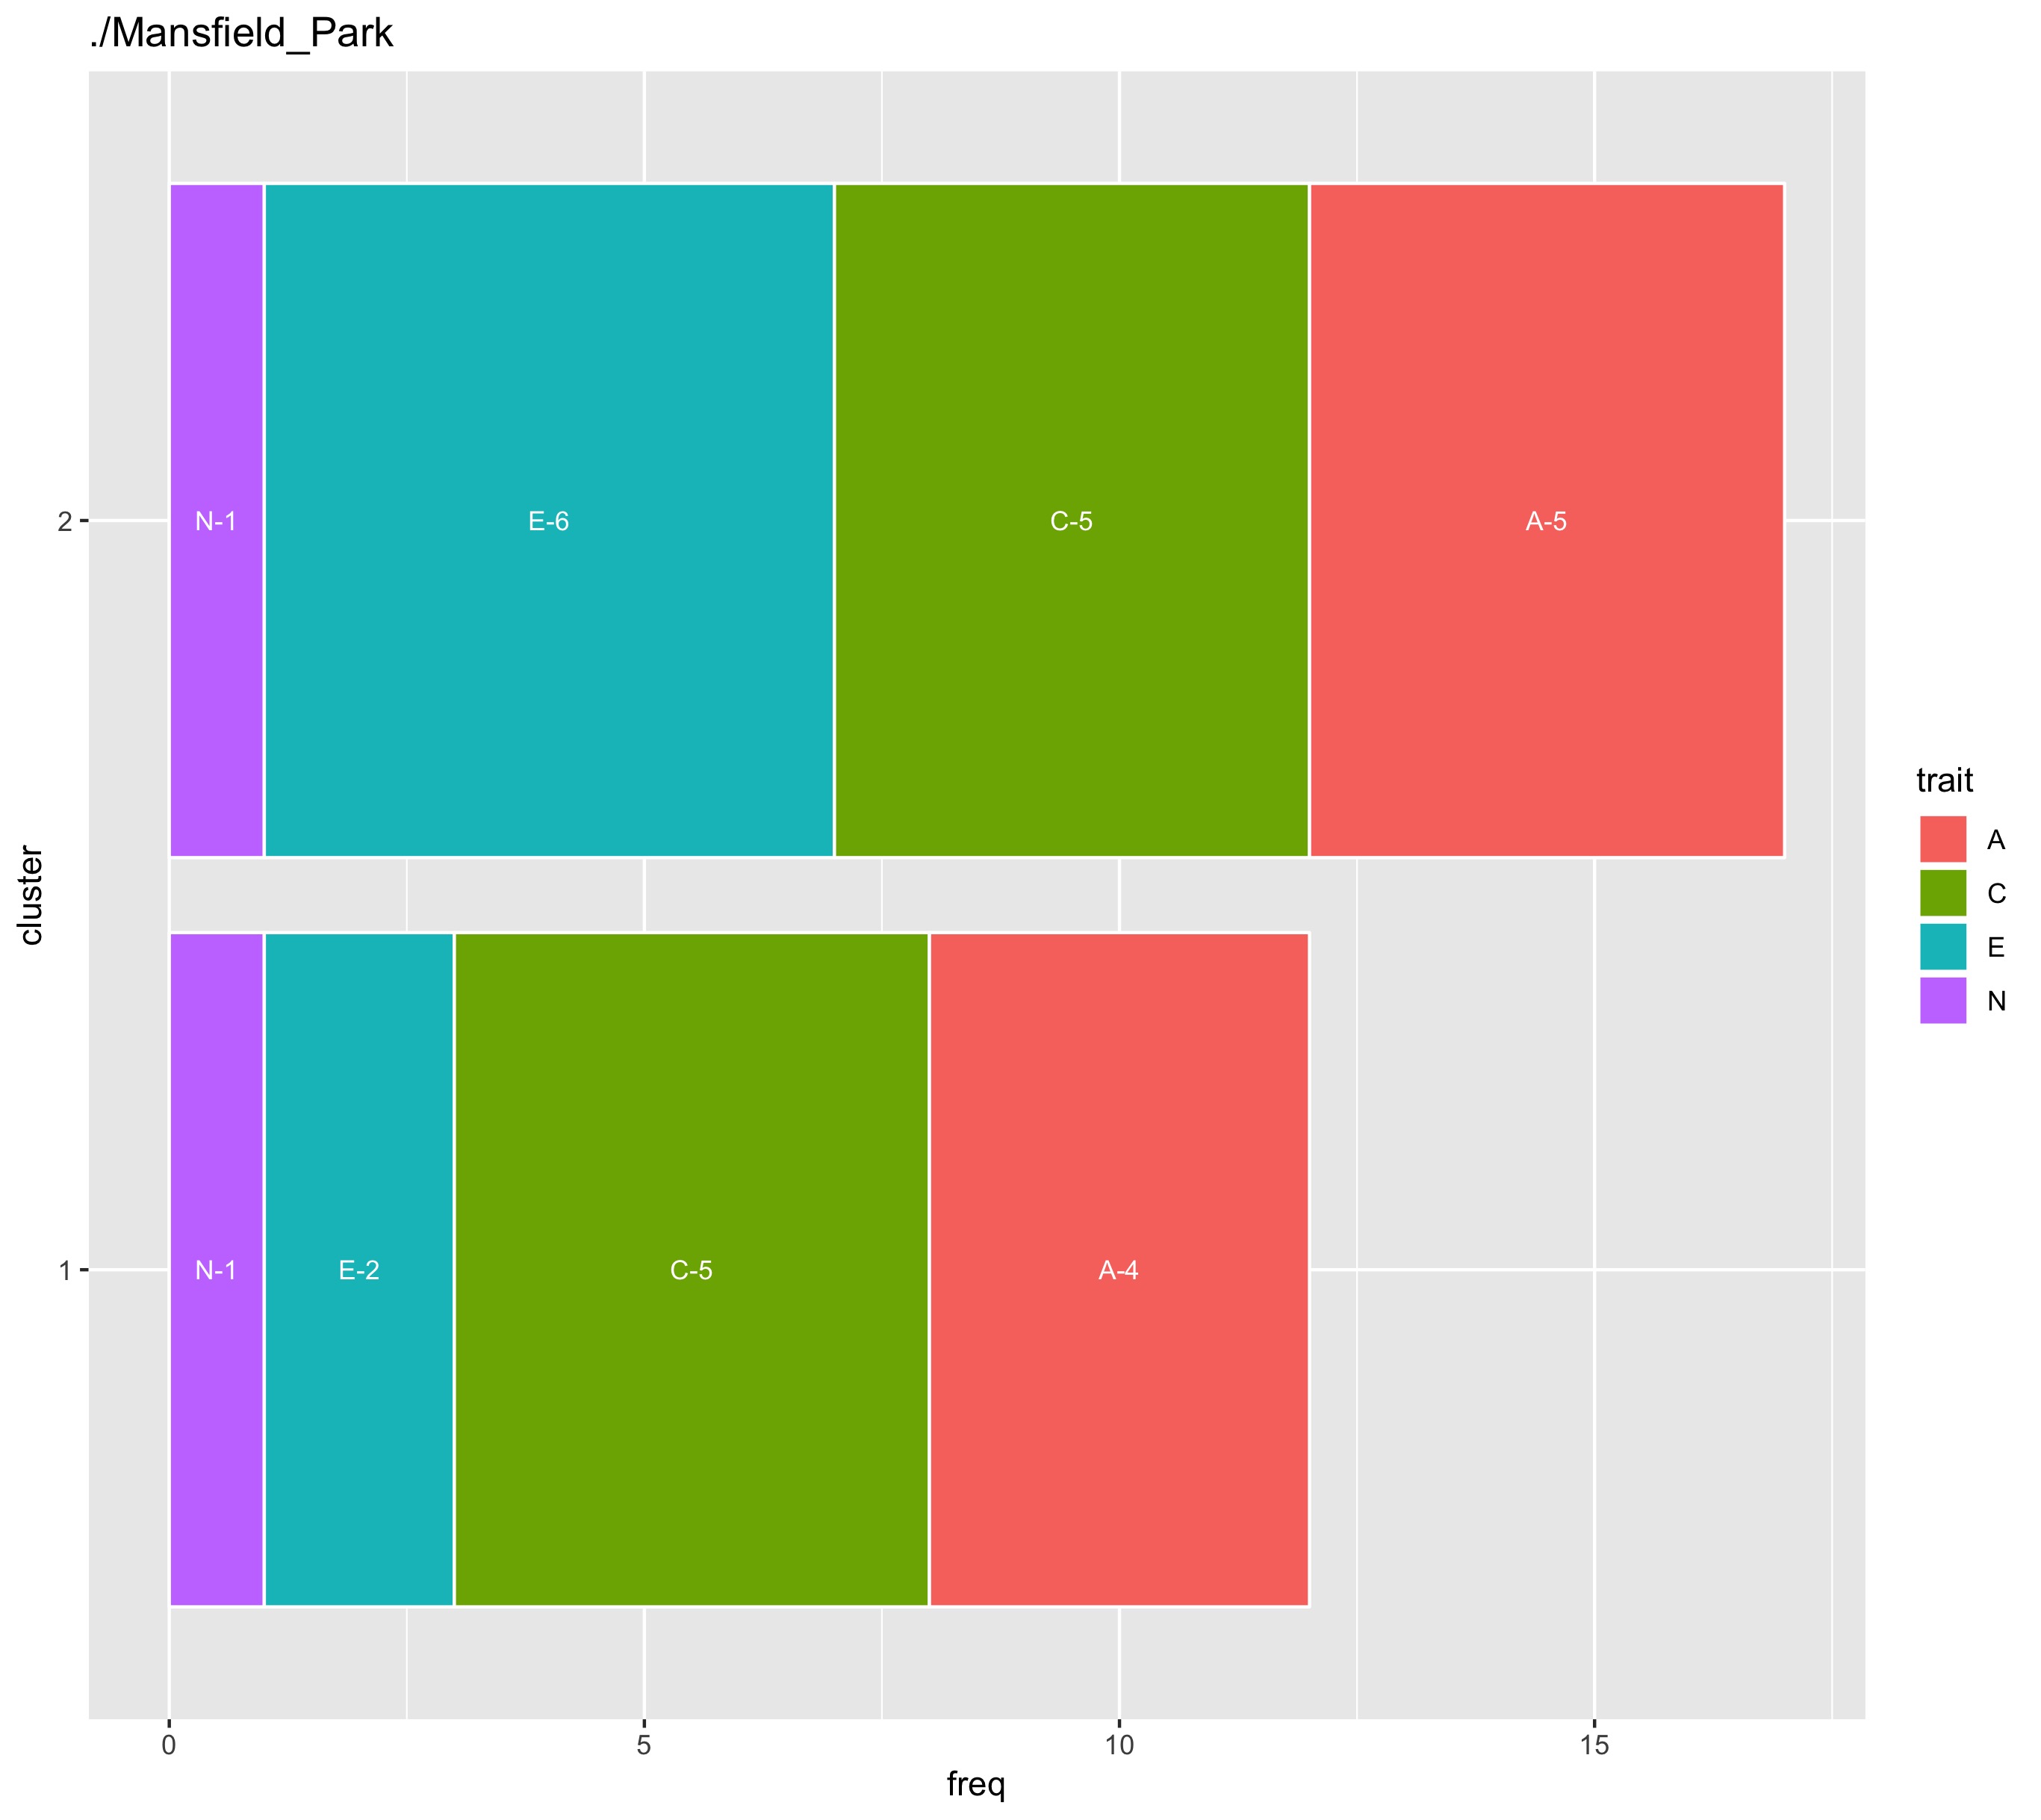 ./Mansfield_Park
cluster
2
N-1 E-6 C-5 A-5
1
N-1 E-2 C-5 A-4
0 5 10 15
freq
trait
A
C
E
N